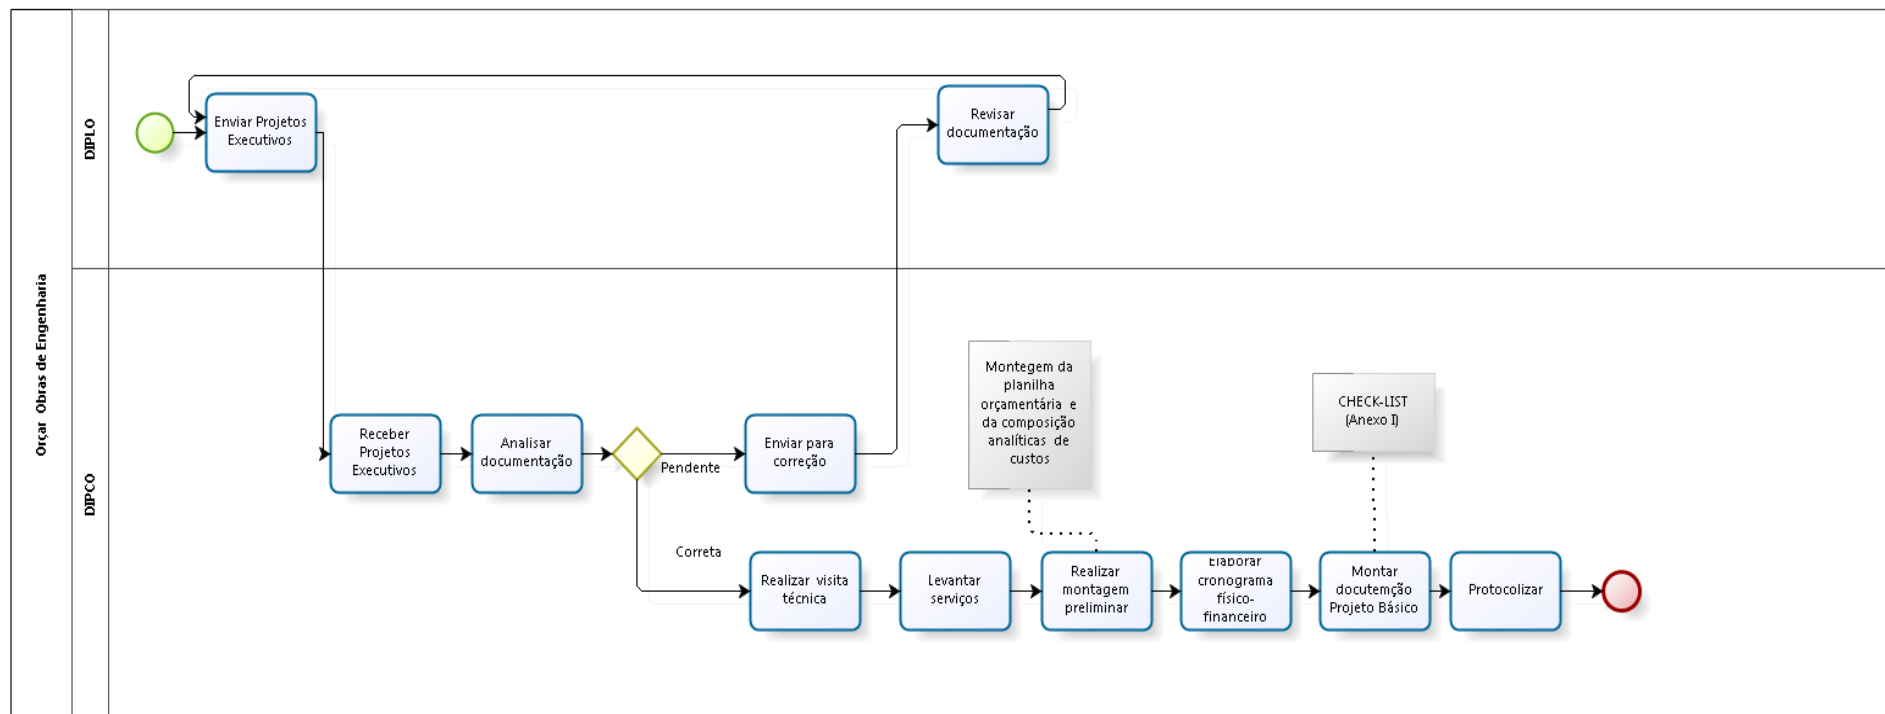 Orçar Obras de Engenharia
DIPLO
Enviar Projetos
Executivos
Revisar
documentação
DIPCO
Receber
Projetos
Executivos
Analisar
documentação
Pendente
Enviar para
correção
Correta
Realizar visita
técnica
Levantar
serviços
Montegem da
planilha
orçamentária e
da composição
analíticas de
custos
Realizar
montagem
preliminar
Elaborar
cronograma
físico-
financeiro
CHECK-LIST
(Anexo I)
Montar
docutemção
Projeto Básico
Protocolizar